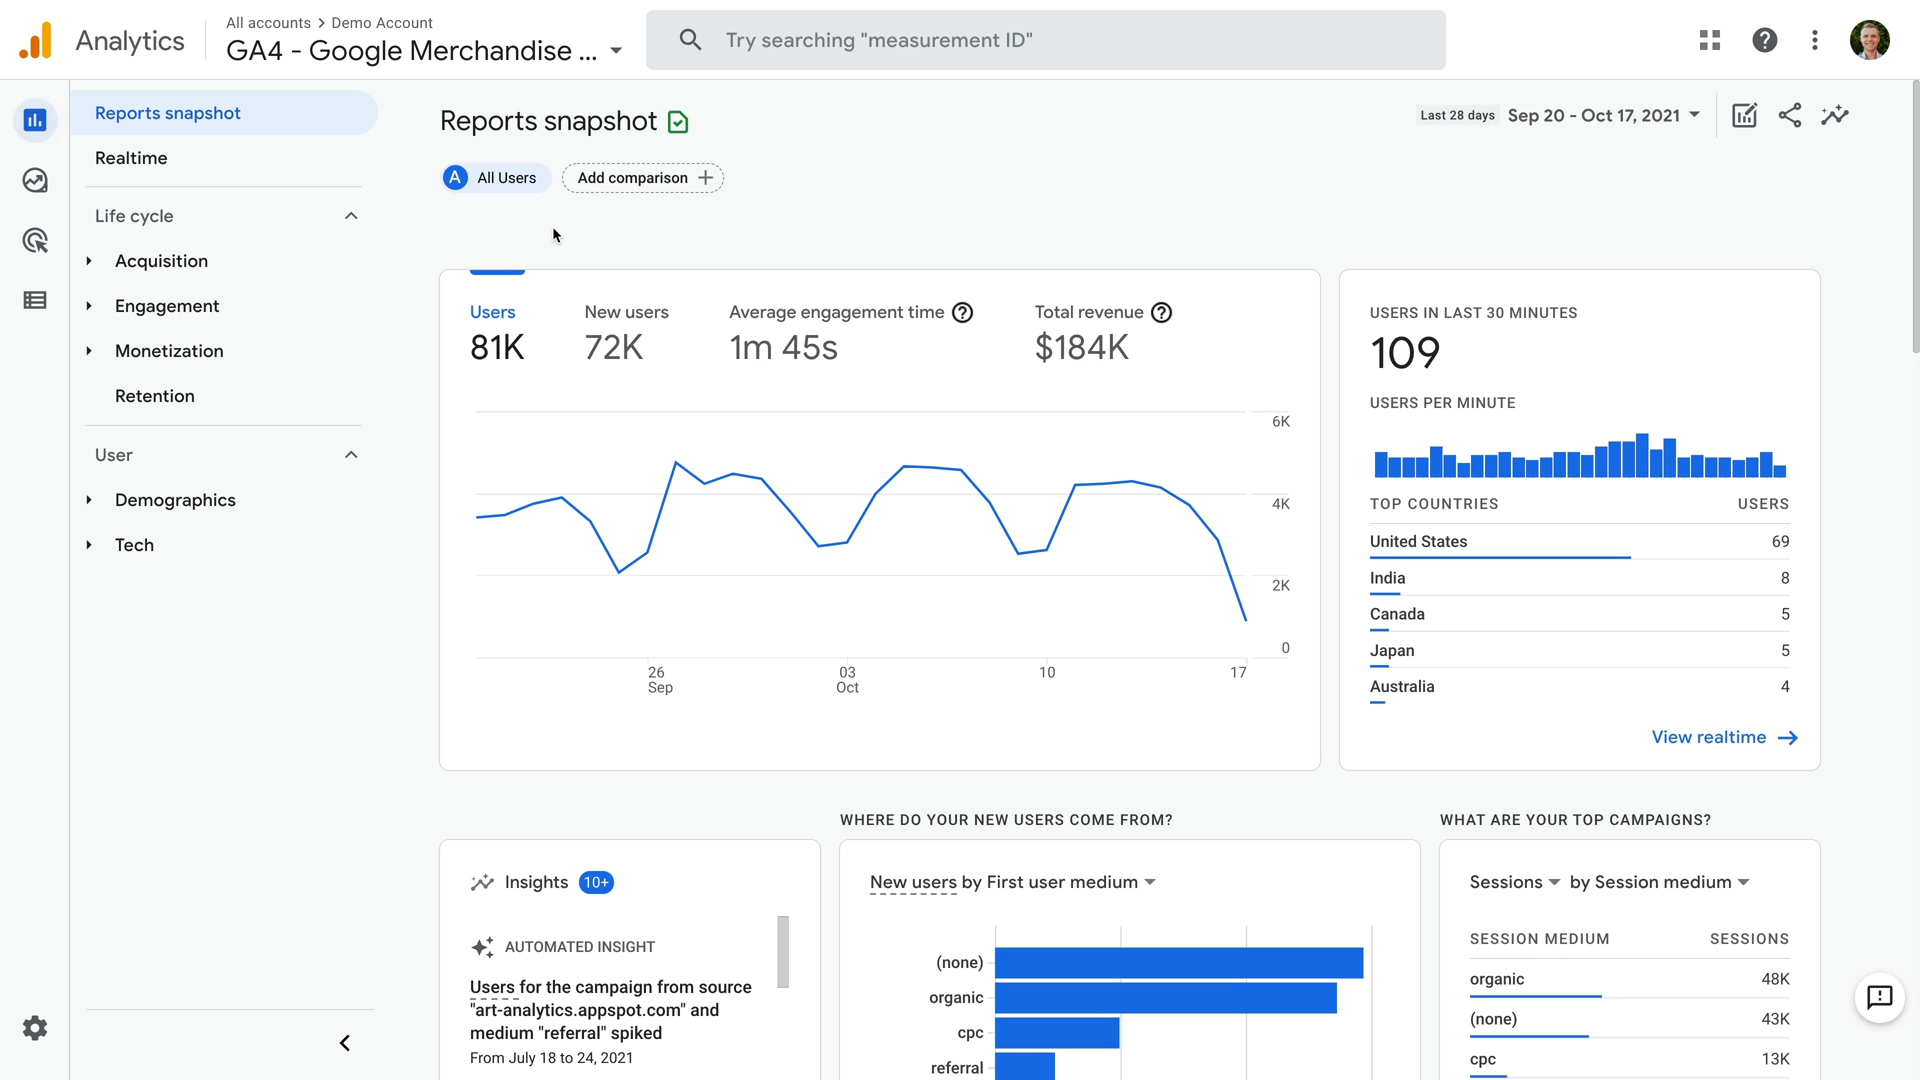 Analytics
All accounts > Demo Account
GA4 - Google Merchandise ...
Try searching "measurement ID"
Reports snapshot
Realtime
Life cycle
Acquisition
Engagement
Monetization
Retention
User
Demographics
Tech
Reports snapshot
Last 28 days Sep 20 - Oct 17, 2021
A All Users
Add comparison
Users
81K
New users
72K
Average engagement time
1m 45s
Total revenue
$184K
6K
4K
2K
0
26
Sep
03
Oct
10
17
USERS IN LAST 30 MINUTES
109
USERS PER MINUTE
TOP COUNTRIES USERS
United States 69
India 8
Canada 5
Japan 5
Australia 4
View realtime
Insights 10+
AUTOMATED INSIGHT
Users for the campaign from source
"art-analytics.appspot.com" and
medium "referral" spiked
From July 18 to 24, 2021
WHERE DO YOUR NEW USERS COME FROM?
New users by First user medium
(none)
organic
cpc
referral
WHAT ARE YOUR TOP CAMPAIGNS?
Sessions by Session medium
SESSION MEDIUM SESSIONS
organic 48K
(none) 43K
cpc 13K